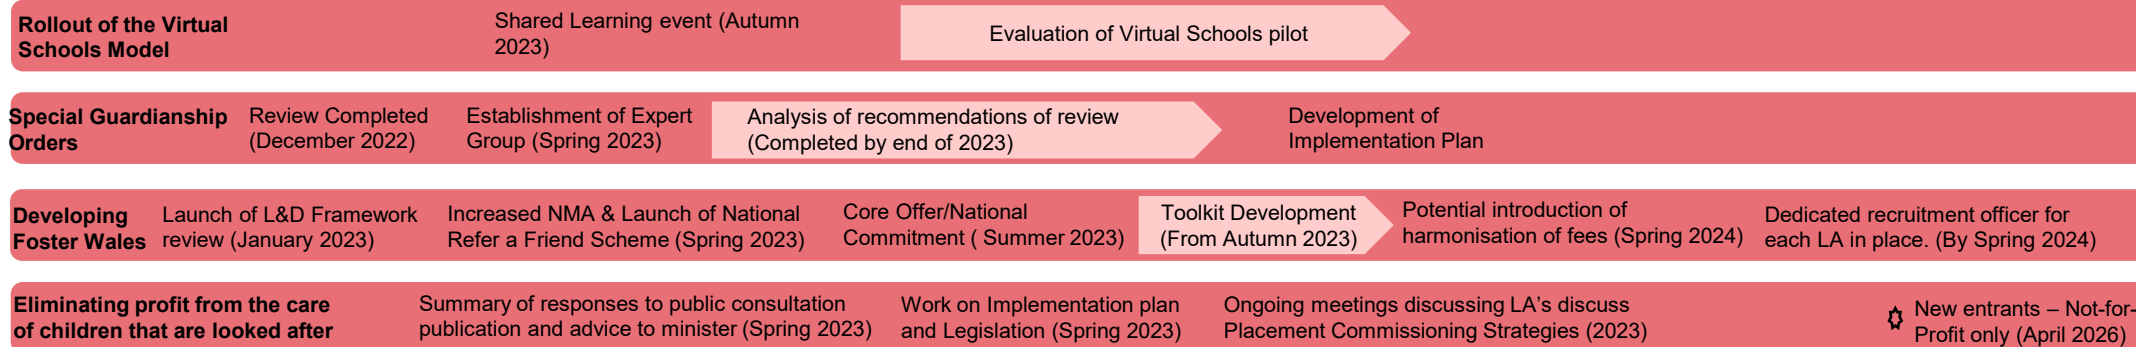 Rollout of the Virtual
Schools Model
Shared Learning event (Autumn
2023)
Evaluation of Virtual Schools pilot
Special Guardianship
Orders
Review Completed
(December 2022)
Establishment of Expert
Group (Spring 2023)
Analysis of recommendations of review
(Completed by end of 2023)
Development of
Implementation Plan
Developing
Foster Wales
Launch of L&D Framework
review (January 2023)
Increased NMA & Launch of National
Refer a Friend Scheme (Spring 2023)
Core Offer/National
Commitment ( Summer 2023)
Toolkit Development
(From Autumn 2023)
Potential introduction of
harmonisation of fees (Spring 2024)
Dedicated recruitment officer for
each LA in place. (By Spring 2024)
Eliminating profit from the care
of children that are looked after
Summary of responses to public consultation
publication and advice to minister (Spring 2023)
Work on Implementation plan
and Legislation (Spring 2023)
Ongoing meetings discussing LA's discuss
Placement Commissioning Strategies (2023)
New entrants – Not-for-
Profit only (April 2026)